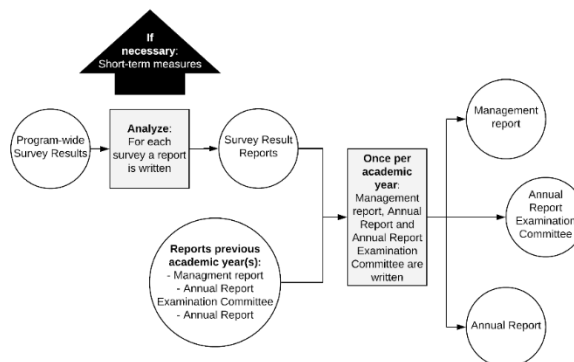 If
necessary:
Short-term measures
Program-wide
Survey Results
Analyze:
For each
survey a report
is written
Survey Result
Reports
Reports previous
academic year(s):
- Managment report
- Annual Report
Examination Committee
- Annual Report
Once per
academic
year:
Management
report, Annual
Report and
Annual Report
Examination
Committee are
written
Management
report
Annual
Report
Examination
Committee
Annual Report